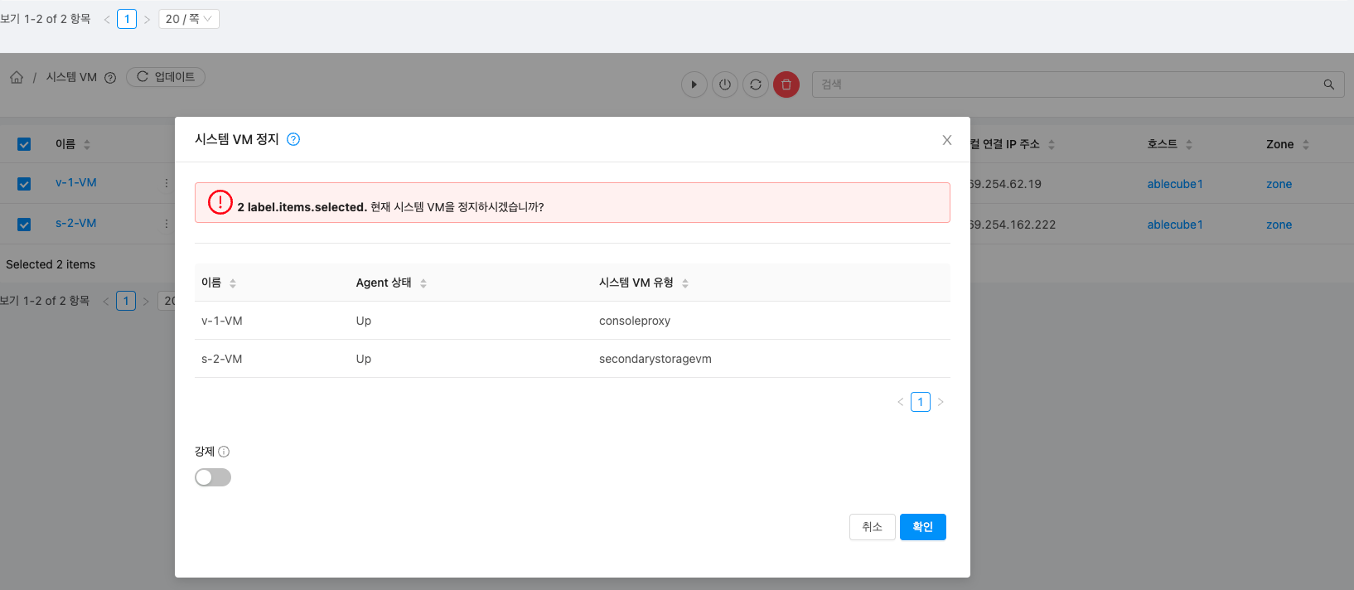 보기 1-2 of 2 항목 < 1 > 20 / 쪽
/ 시스템 VM 업데이트
검색
시스템 VM 정지
이름
컬 연결 IP 주소 호스트 Zone
2 label.items.selected. 현재 시스템 VM을 정지하시겠습니까?
v-1-VM
69.254.62.19 ablecube1 zone
s-2-VM
69.254.162.222 ablecube1 zone
Selected 2 items
이름 Agent 상태 시스템 VM 유형
보기 1-2 of 2 항목 < 1 > 20
v-1-VM Up consoleproxy
s-2-VM Up secondarystoragevm
< 1 >
강제
취소 확인